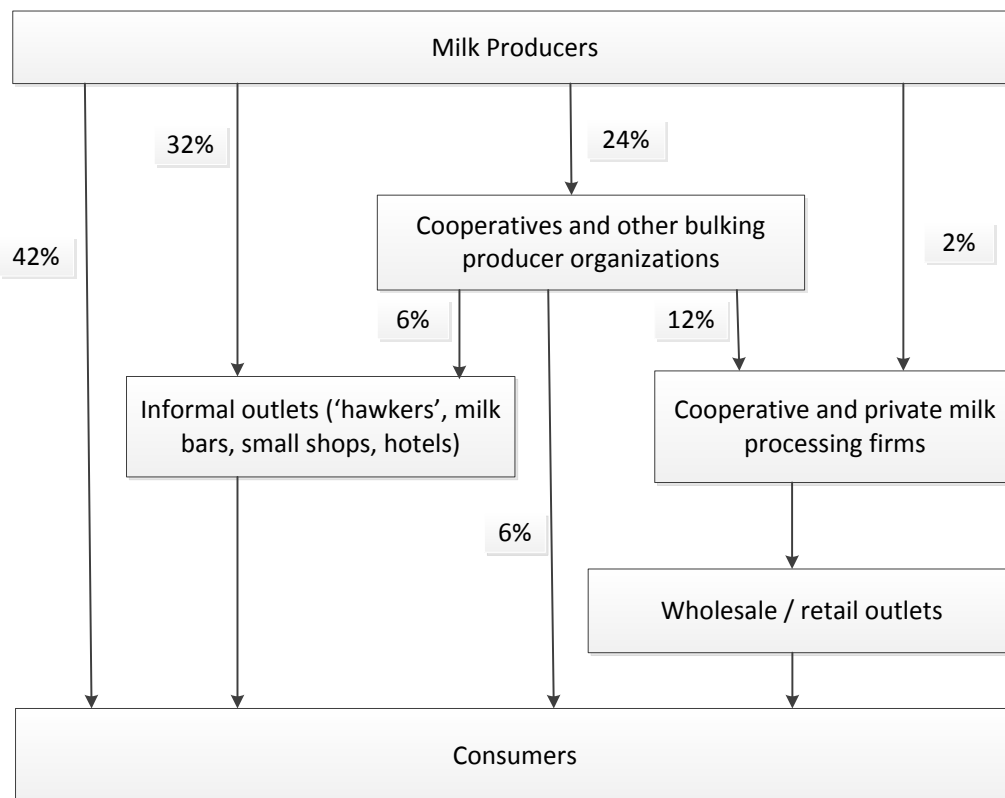 Milk Producers
32%
24%
42%
Cooperatives and other bulking
producer organizations
2%
6%
12%
Informal outlets (‘hawkers’, milk
bars, small shops, hotels)
Cooperative and private milk
processing firms
6%
Wholesale / retail outlets
Consumers